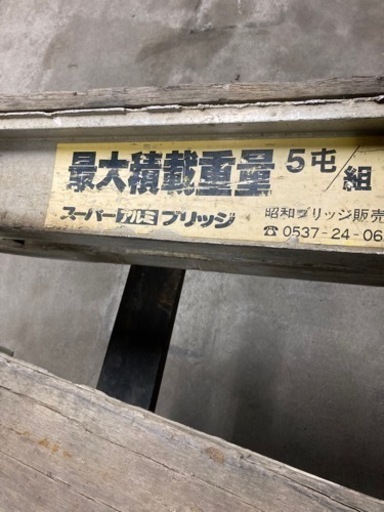 最大積載重量 5屯/組
スーパーアルミブリッジ 昭和ブリッジ販売
☎ 0537-24-06